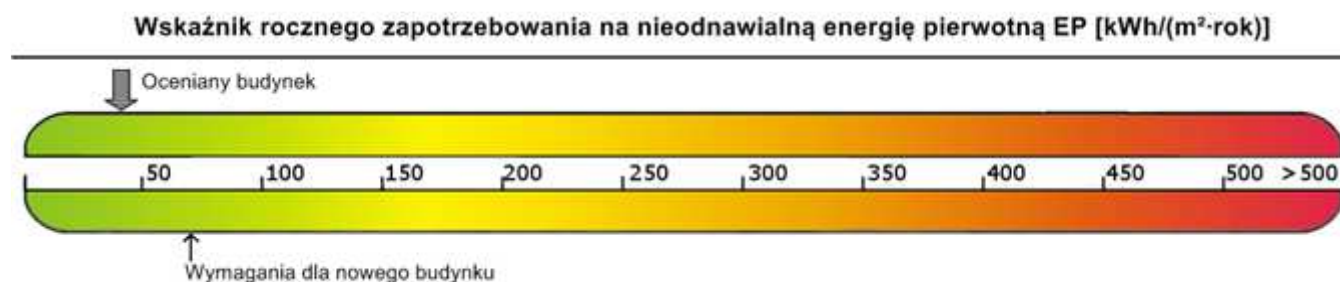 Wskaźnik rocznego zapotrzebowania na nieodnawialną energię pierwotną EP [kWh/(m²·rok)]
Oceniany budynek
50 100 150 200 250 300 350 400 450 500 >500
Wymagania dla nowego budynku